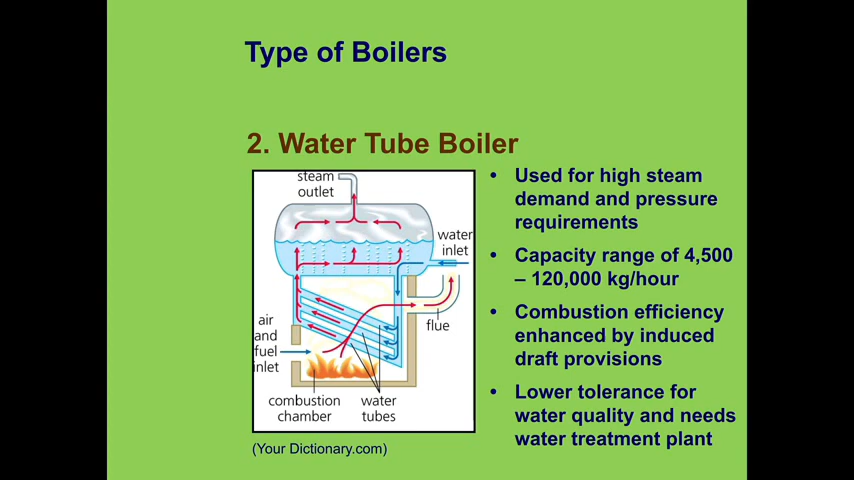 Type of Boilers
2. Water Tube Boiler
steam
outlet
water
inlet
air
and
fuel
inlet
flue
combustion
chamber
water
tubes
(Your Dictionary.com)
• Used for high steam
demand and pressure
requirements
• Capacity range of 4,500
– 120,000 kg/hour
• Combustion efficiency
enhanced by induced
draft provisions
• Lower tolerance for
water quality and needs
water treatment plant